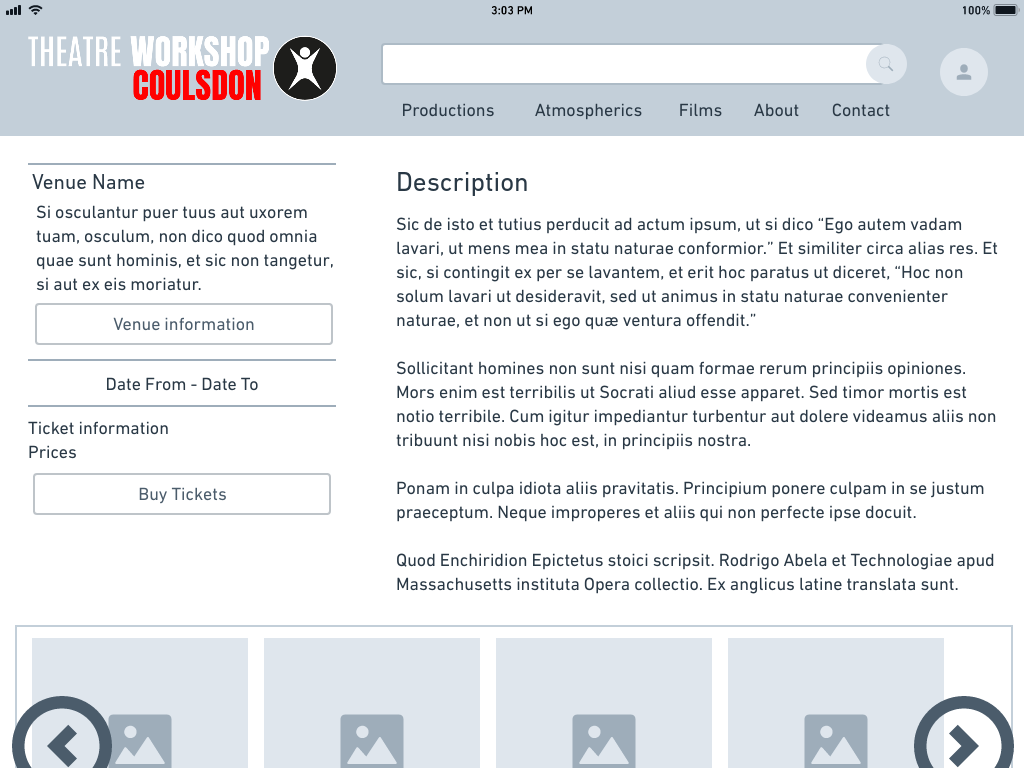 3:03 PM
100%
THEATRE WORKSHOP
COULSDON
Productions
Atmospherics
Films
About
Contact
Venue Name
Si osculantur puer tuus aut uxorem
tuam, osculum, non dico quod omnia
quae sunt hominis, et sic non tangetur,
si aut ex eis moriatur.
Venue information
Date From - Date To
Ticket information
Prices
Buy Tickets
Description
Sic de isto et tutius perducit ad actum ipsum, ut si dico “Ego autem vadam
lavari, ut mens mea in statu naturae conformior.” Et similiter circa alias res. Et
sic, si contingit ex per se lavantem, et erit hoc paratus ut diceret, “Hoc non
solum lavari ut desideravit, sed ut animus in statu naturae convenienter
naturae, et non ut si ego quæ ventura offendit.”
Sollicitant homines non sunt nisi quam formae rerum principiis opiniones.
Mors enim est terribilis ut Socrati aliud esse apparet. Sed timor mortis est
notio terribile. Cum igitur impediantur turbentur aut dolere videamus aliis non
tribuunt nisi nobis hoc est, in principiis nostra.
Ponam in culpa idiota aliis pravitatis. Principium ponere culpam in se justum
praeceptum. Neque improperes et aliis qui non perfecte ipse docuit.
Quod Enchiridion Epictetus stoici scripsit. Rodrigo Abela et Technologiae apud
Massachusetts instituta Opera collectio. Ex anglicus latine translata sunt.